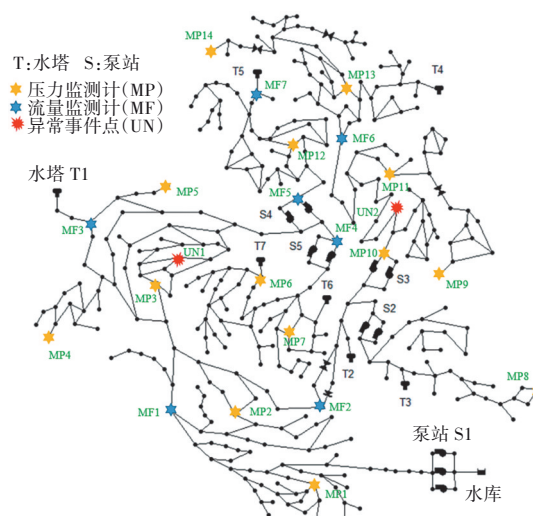 MP14
T:水塔 S:泵站
压力监测计(MP)
流量监测计(MF)
异常事件点(UN)
T5
MF7
MP13
T4
MF6
MP12
水塔 T1
MP5
MP11
MF5
UN2
S4
MF3
MF4
S5
UN1
T7
MP10
S3
MP3
MP6
MP9
T6
S2
MP4
MP7
T2
T3
MP8
MF1
MP2
MF2
泵站 S1
MP1
水库